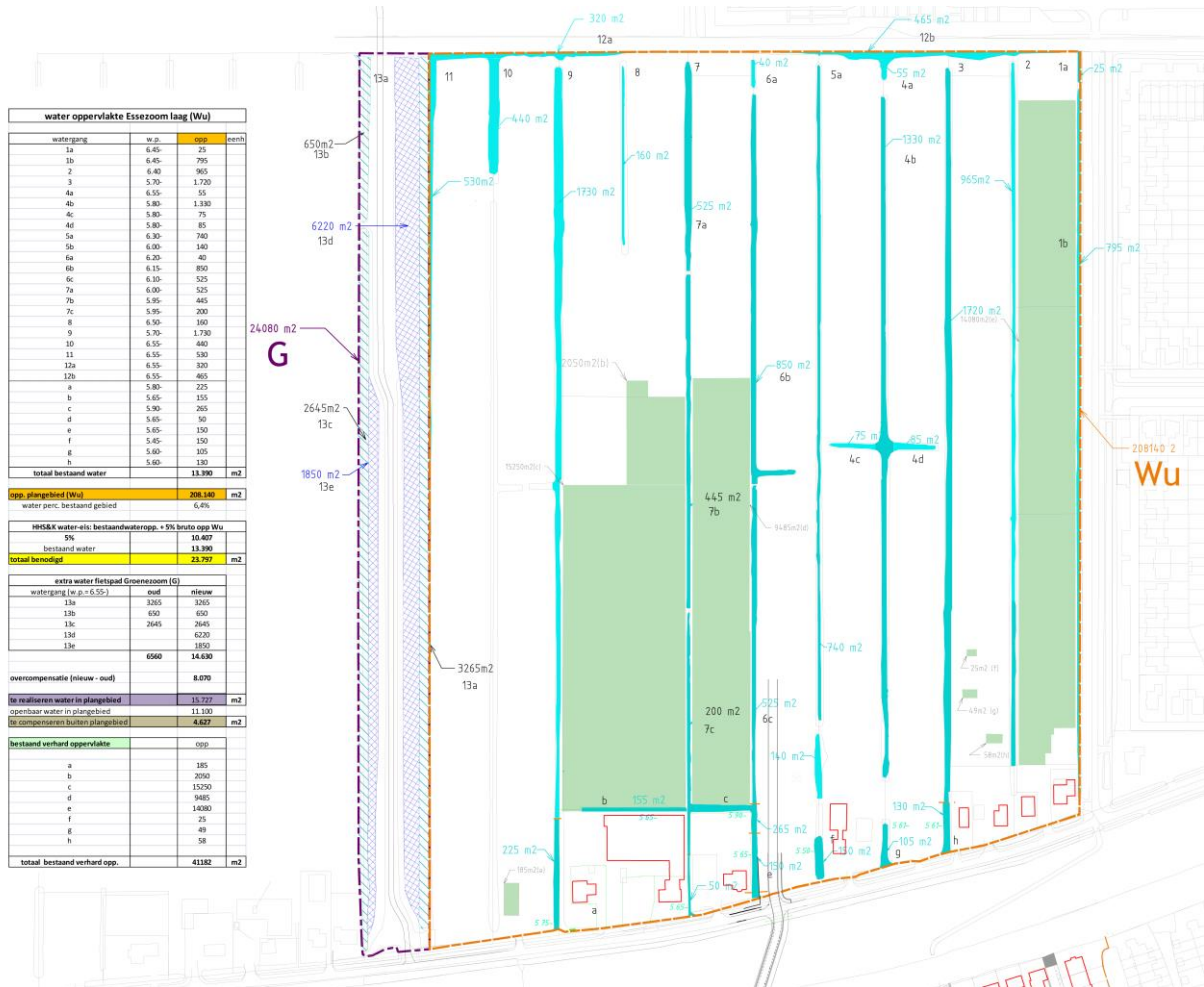 water oppervlakte Essezoom laag (Wu)
watergang w.p. opp eenh
1a 6.45- 25
1b 6.45- 795
2 6.40 965
3 5.70- 1.720
4a 6.55- 55
4b 5.80- 1.330
4c 5.80- 75
4d 5.80- 85
5a 6.30- 740
5b 6.00- 140
6a 6.20- 40
6b 6.15- 850
6c 6.10- 525
7a 6.00- 525
7b 5.95- 445
7c 5.95- 200
8 6.50- 160
9 5.70- 1.730
10 6.55- 440
11 6.55- 530
12a 6.55- 320
12b 6.55- 465
a 5.80- 225
b 5.65- 155
c 5.90- 265
d 5.65- 50
e 5.65- 150
f 5.45- 150
g 5.60- 105
h 5.60- 130
totaal bestaand water 13.390 m2
opp. plangebied (Wu) 208.140 m2
water perc. bestaand gebied 6,4%
HHS&K water-eis: bestaandwateropp. + 5% bruto opp Wu
5% 10.407
bestaand water 13.390
totaal benodigd 23.797 m2
extra water fietspad Groenezoom (G)
watergang (w.p.= 6.55-) oud nieuw
13a 3265 3265
13b 650 650
13c 2645 2645
13d 6220
13e 1850
6560 14.630
overcompensatie (nieuw - oud) 8.070
te realiseren water in plangebied 15.727 m2
openbaar water in plangebied 11.100
te compenseren buiten plangebied 4.627 m2
bestaand verhard oppervlakte opp
a 185
b 2050
c 15250
d 9485
e 14080
f 25
g 49
h 58
totaal bestaand verhard opp. 41182 m2
320 m2
12a
465 m2
12b
13a
11
10
9
8
7
40 m2
6a
5a
55 m2
4a
3
2
1a
25 m2
650m2
13b
440 m2
530m2
1730 m2
160 m2
525 m2
7a
1330 m2
4b
965m2
1b
795 m2
6220 m2
13d
24080 m2
G
2050m2(b)
850 m2
6b
1720 m2
14080m2(e)
2645m2
13c
1850 m2
13e
15250m2(c)
445 m2
7b
9485m2(d)
75 m
4c
85 m2
4d
208140 2
Wu
3265m2
13a
740 m2
25m2 (f)
49m2 (g)
58m2(h)
200 m2
7c
525 m2
6c
140 m2
b
155 m2
c
265 m2
130 m2
225 m2
150 m2
e
f
150 m2
105 m2
g
h
185m2(a)
a
50 m2